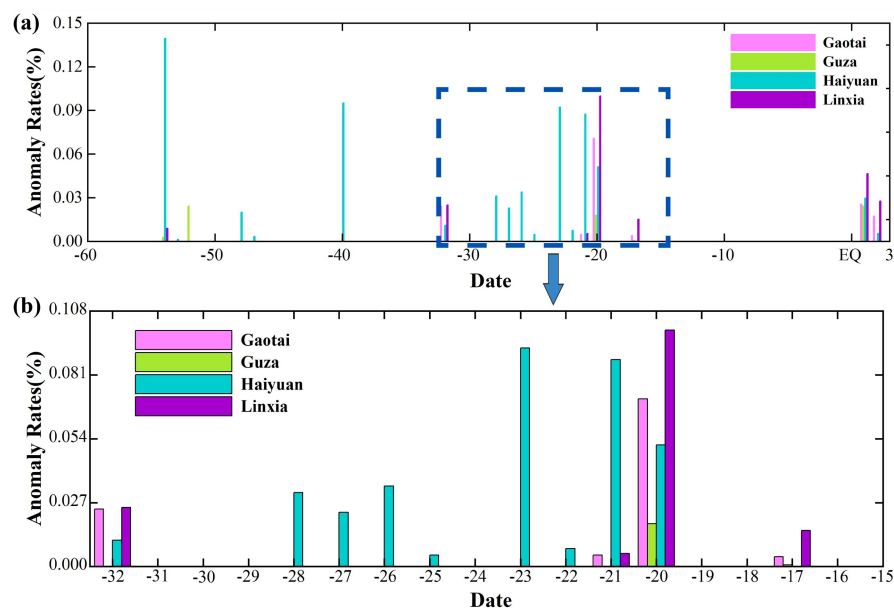 (a)
Anomaly Rates(%)
0.15
0.12
0.09
0.06
0.03
0.00
Gaotai
Guza
Haiyuan
Linxia
-60 -50 -40 -30 -20 -10 EQ 3
Date
(b)
Anomaly Rates(%)
0.108
0.081
0.054
0.027
0.000
Gaotai
Guza
Haiyuan
Linxia
-32 -31 -30 -29 -28 -27 -26 -25 -24 -23 -22 -21 -20 -19 -18 -17 -16 -15
Date